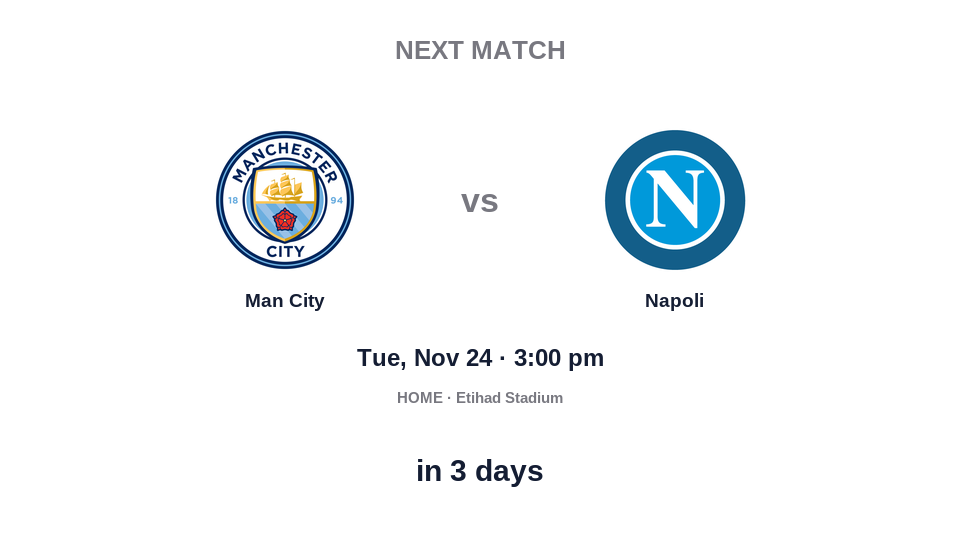 NEXT MATCH
MANCHESTER
18 94
CITY
N
vs
Man City
Napoli
Tue, Nov 24 · 3:00 pm
HOME · Etihad Stadium
in 3 days